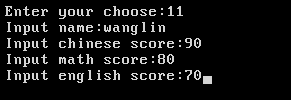 Enter your choose:11
Input name:wanglin
Input chinese score:90
Input math score:80
Input english score:70